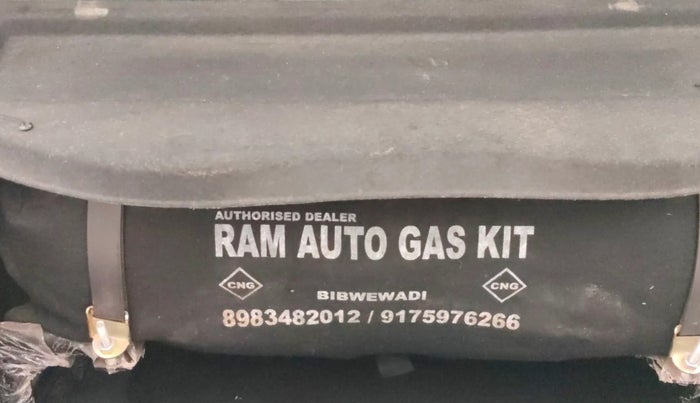 AUTHORISED DEALER
RAM AUTO GAS KIT
CNG CNG
BIBWEWADI
8983482012 / 9175976266